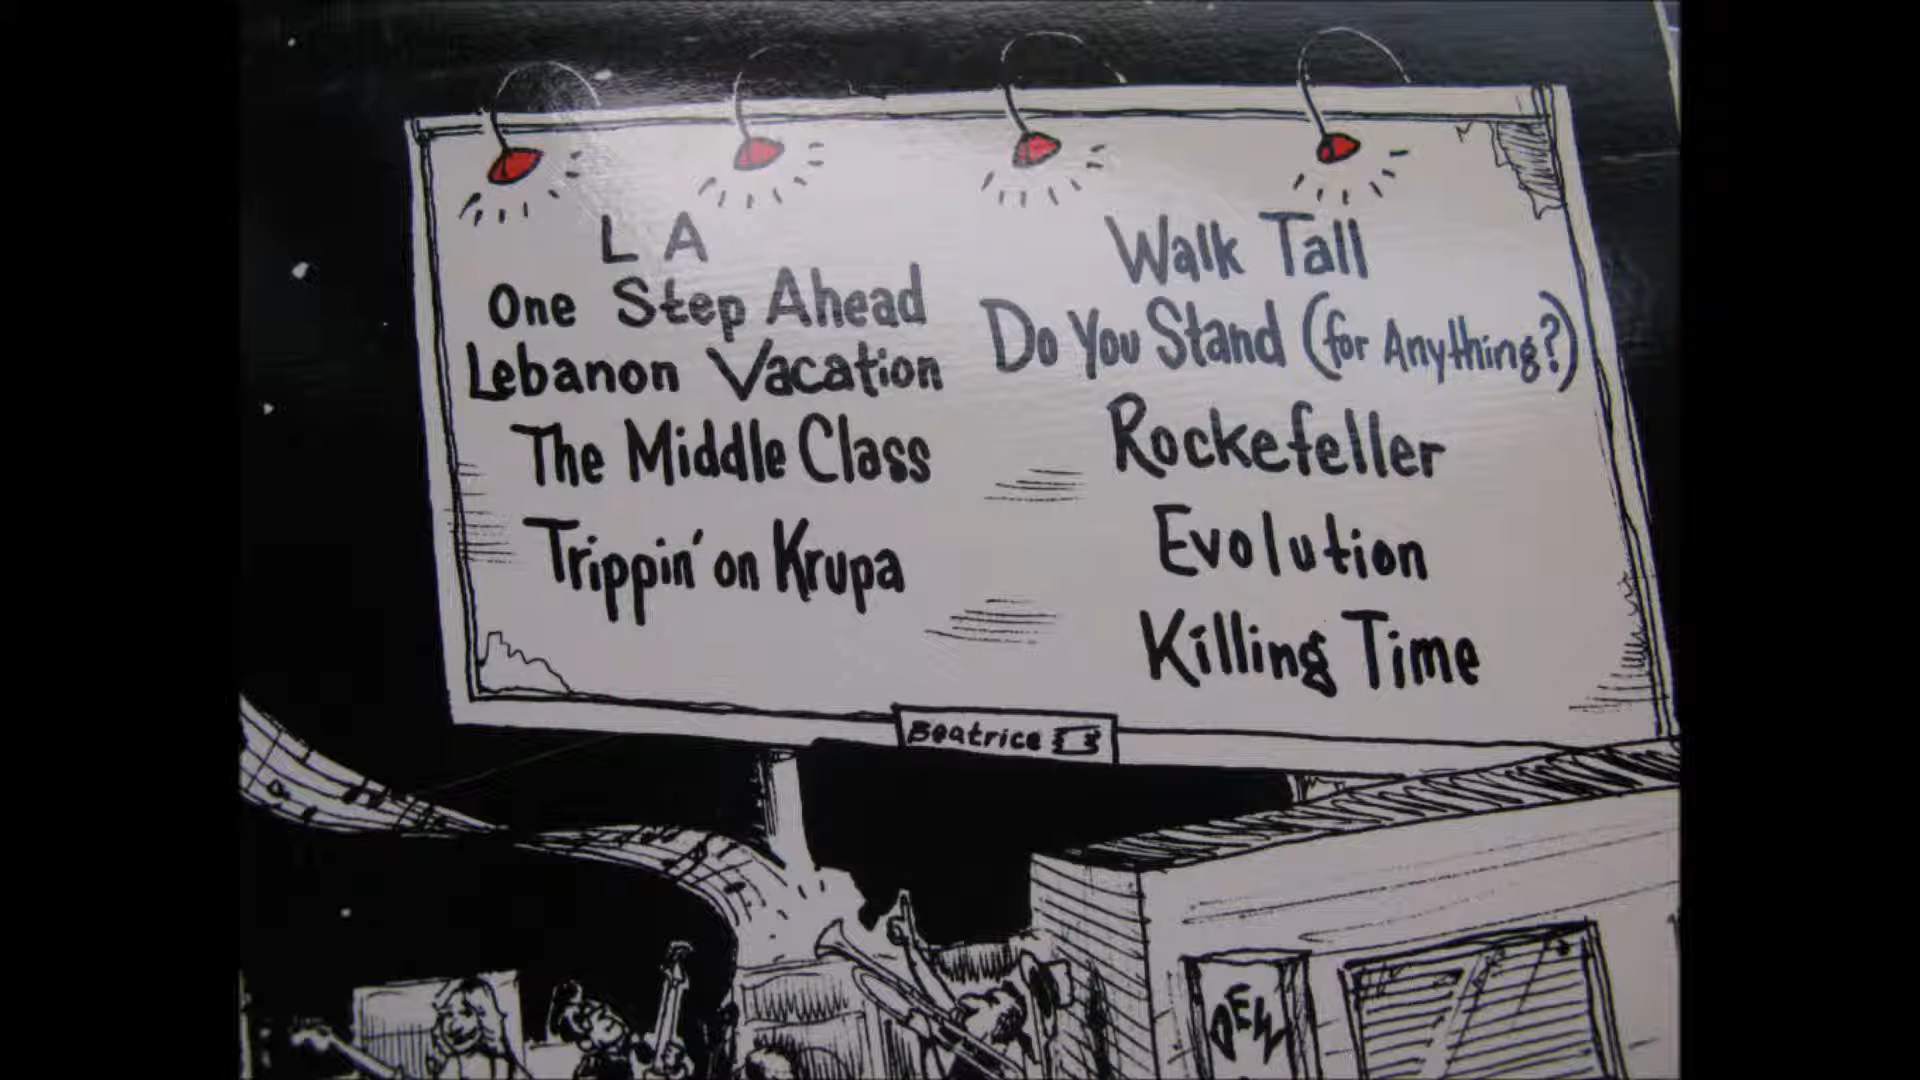 L A
One Step Ahead
Lebanon Vacation
The Middle Class
Trippin' on Krupa
Walk Tall
Do You Stand (for Anything?)
Rockefeller
Evolution
Killing Time
Beatrice